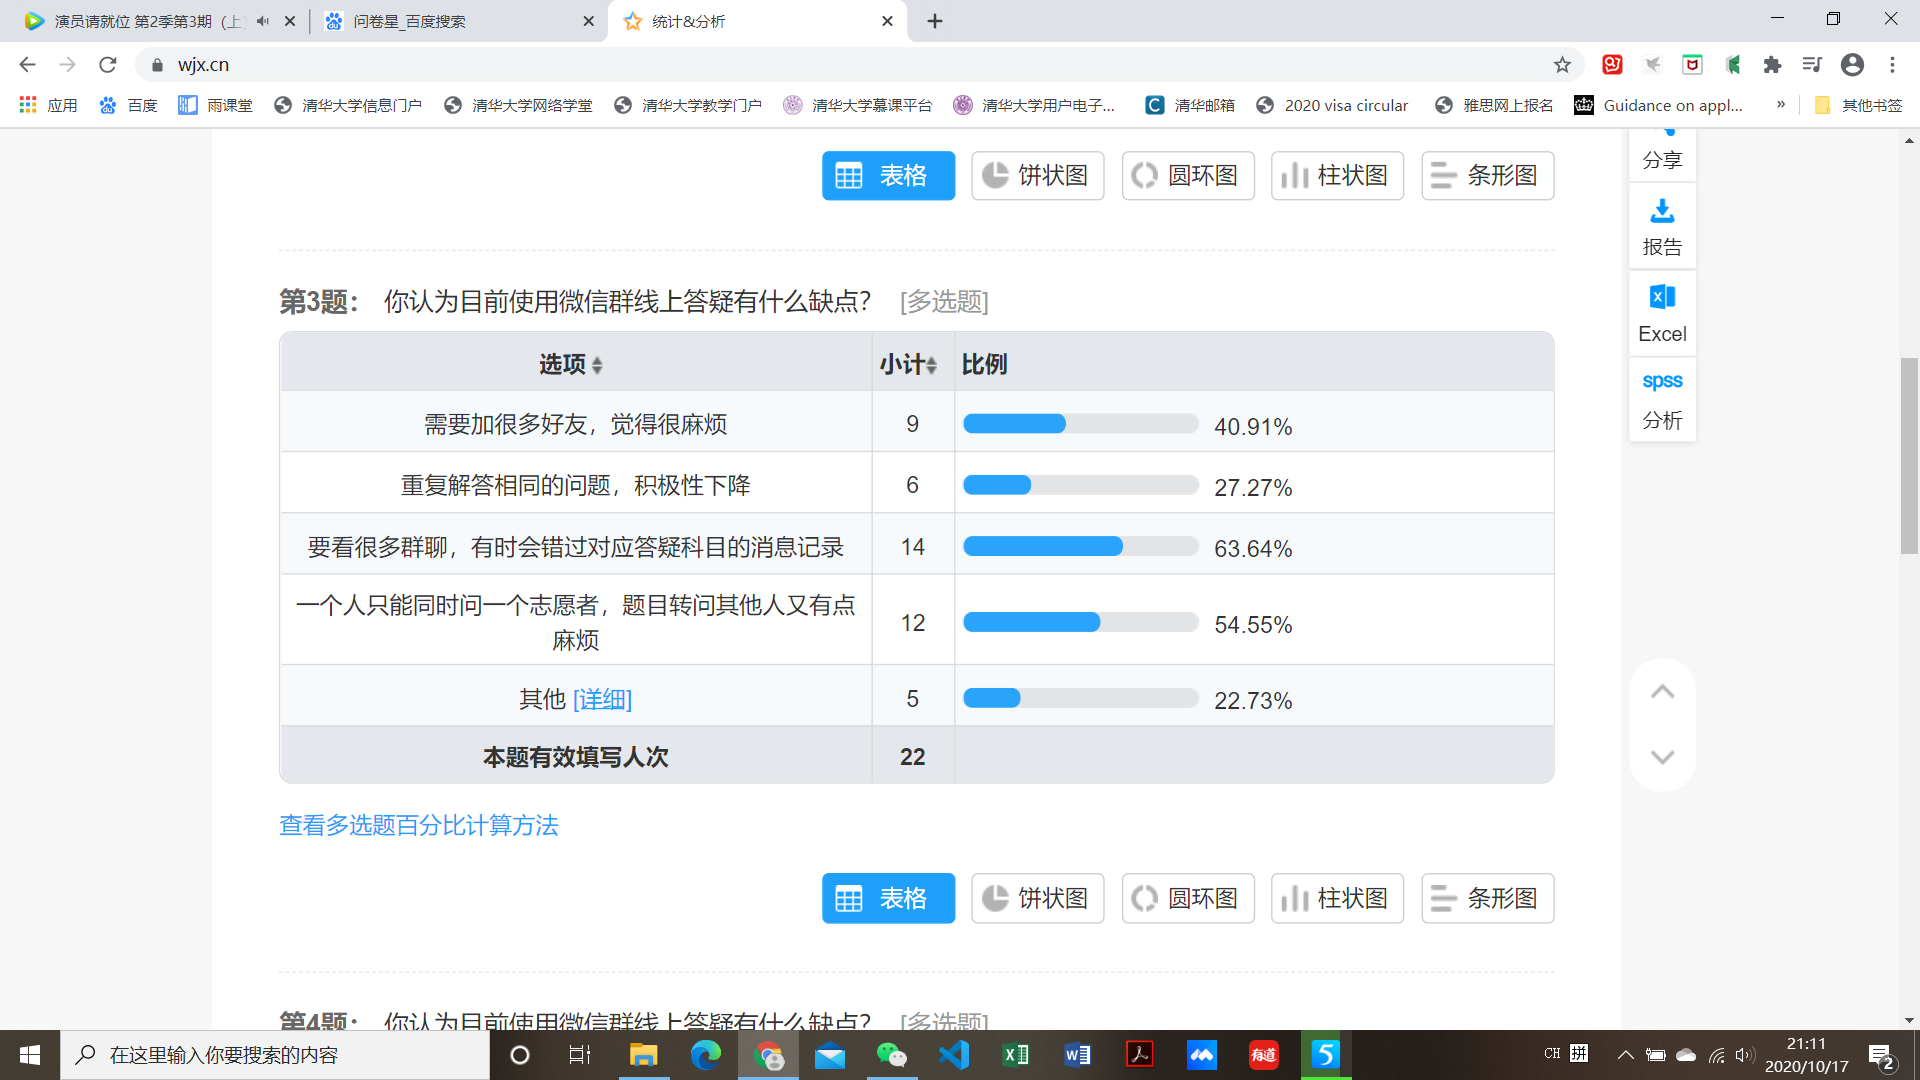 演员请就位 第2季第3期（上
问卷星_百度搜索
统计&分析
wjx.cn
应用
百度
雨课堂
清华大学信息门户
清华大学网络学堂
清华大学教学门户
清华大学慕课平台
清华大学用户电子...
清华邮箱
2020 visa circular
雅思网上报名
Guidance on appl...
»
其他书签
表格
饼状图
圆环图
柱状图
条形图
分享
报告
Excel
spss
分析
第3题： 你认为目前使用微信群线上答疑有什么缺点？ [多选题]
选项 小计 比例
需要加很多好友，觉得很麻烦 9 40.91%
重复解答相同的问题，积极性下降 6 27.27%
要看很多群聊，有时会错过对应答疑科目的消息记录 14 63.64%
一个人只能同时问一个志愿者，题目转问其他人又有点
麻烦 12 54.55%
其他 [详细] 5 22.73%
本题有效填写人次 22
查看多选题百分比计算方法
表格
饼状图
圆环图
柱状图
条形图
第4题： 你认为目前使用微信群线上答疑有什么缺点？ [多选题]
在这里输入你要搜索的内容
有道
5
CH 拼
21:11
2020/10/17
2